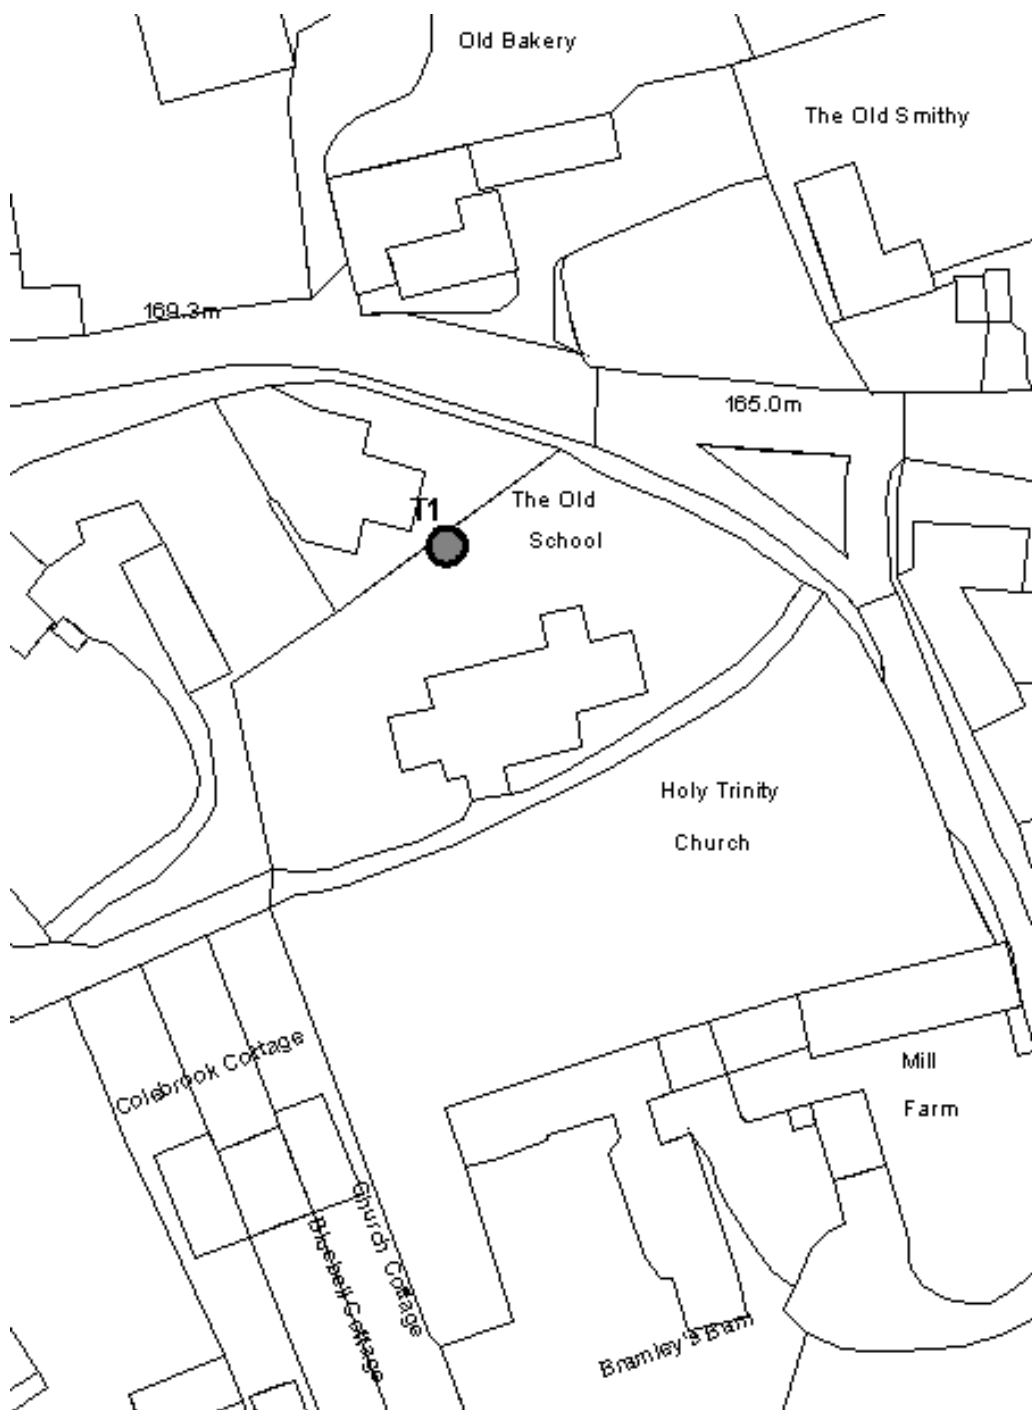 Old Bakery
The Old Smithy
169.3m
165.0m
T1
The Old
School
Holy Trinity
Church
Colebrook Cottage
Mill
Farm
Church Cottage
Bluebell Cottage
Bramley's Barn